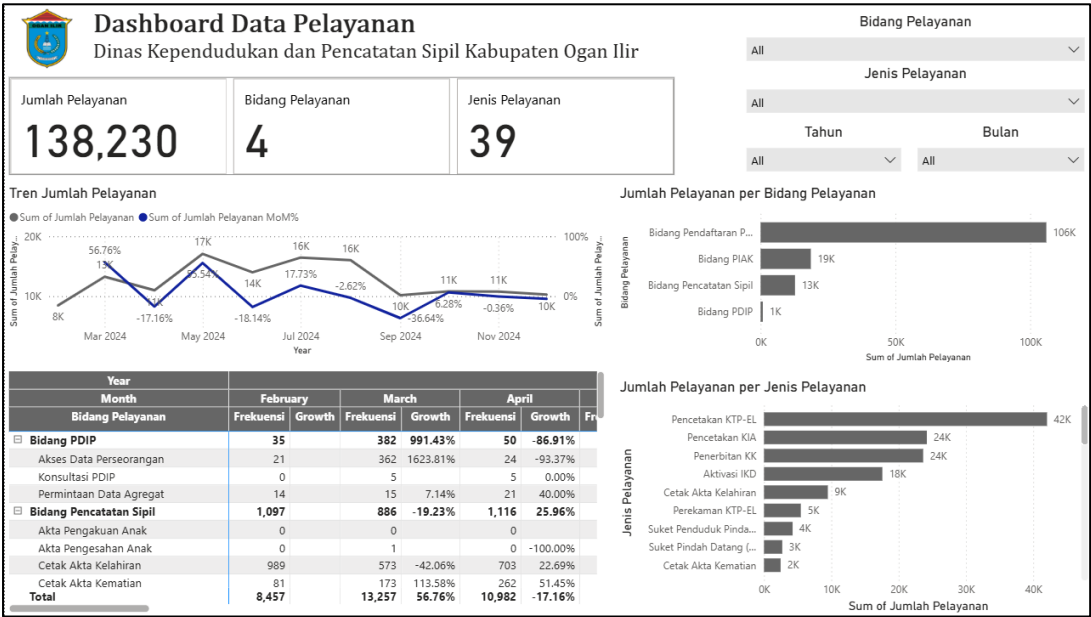 OGAN ILIR
Dashboard Data Pelayanan
Dinas Kependudukan dan Pencatatan Sipil Kabupaten Ogan Ilir
Bidang Pelayanan
All
Jenis Pelayanan
All
Tahun Bulan
All All
Jumlah Pelayanan Bidang Pelayanan Jenis Pelayanan
138,230 4 39
Tren Jumlah Pelayanan
Sum of Jumlah Pelayanan Sum of Jumlah Pelayanan MoM%
Sum of Jumlah Pelay...
20K
10K
8K
56.76%
13K
11K
-17.16%
17K
55.54%
14K
-18.14%
16K
17.73%
16K
-2.62%
10K
-36.64%
11K
6.28%
11K
-0.36%
10K
100%
0%
Sum of Jumlah Pelay...
Mar 2024 May 2024 Jul 2024 Sep 2024 Nov 2024
Year
Jumlah Pelayanan per Bidang Pelayanan
Bidang Pelayanan
Bidang Pendaftaran P... 106K
Bidang PIAK 19K
Bidang Pencatatan Sipil 13K
Bidang PDIP 1K
0K 50K 100K
Sum of Jumlah Pelayanan
Year
Month February March April
Bidang Pelayanan Frekuensi Growth Frekuensi Growth Frekuensi Growth Fr
Bidang PDIP 35 382 991.43% 50 -86.91%
Akses Data Perseorangan 21 362 1623.81% 24 -93.37%
Konsultasi PDIP 0 5 5 0.00%
Permintaan Data Agregat 14 15 7.14% 21 40.00%
Bidang Pencatatan Sipil 1,097 886 -19.23% 1,116 25.96%
Akta Pengakuan Anak 0 0 0
Akta Pengesahan Anak 0 1 0 -100.00%
Cetak Akta Kelahiran 989 573 -42.06% 703 22.69%
Cetak Akta Kematian 81 173 113.58% 262 51.45%
Total 8,457 13,257 56.76% 10,982 -17.16%
Jumlah Pelayanan per Jenis Pelayanan
Jenis Pelayanan
Pencetakan KTP-EL 42K
Pencetakan KIA 24K
Penerbitan KK 24K
Aktivasi IKD 18K
Cetak Akta Kelahiran 9K
Perekaman KTP-EL 5K
Suket Penduduk Pinda... 4K
Suket Pindah Datang (... 3K
Cetak Akta Kematian 2K
0K 10K 20K 30K 40K
Sum of Jumlah Pelayanan